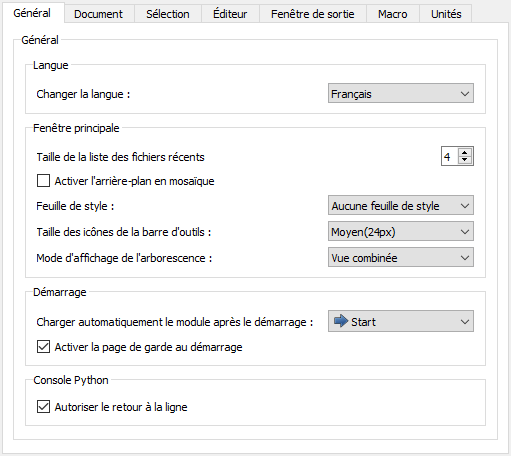 Général Document Sélection Éditeur Fenêtre de sortie Macro Unités
Général
Langue
Changer la langue : Français
Fenêtre principale
Taille de la liste des fichiers récents 4
Activer l'arrière-plan en mosaïque
Feuille de style : Aucune feuille de style
Taille des icônes de la barre d'outils : Moyen(24px)
Mode d'affichage de l'arborescence : Vue combinée
Démarrage
Charger automatiquement le module après le démarrage : Start
Activer la page de garde au démarrage
Console Python
Autoriser le retour à la ligne